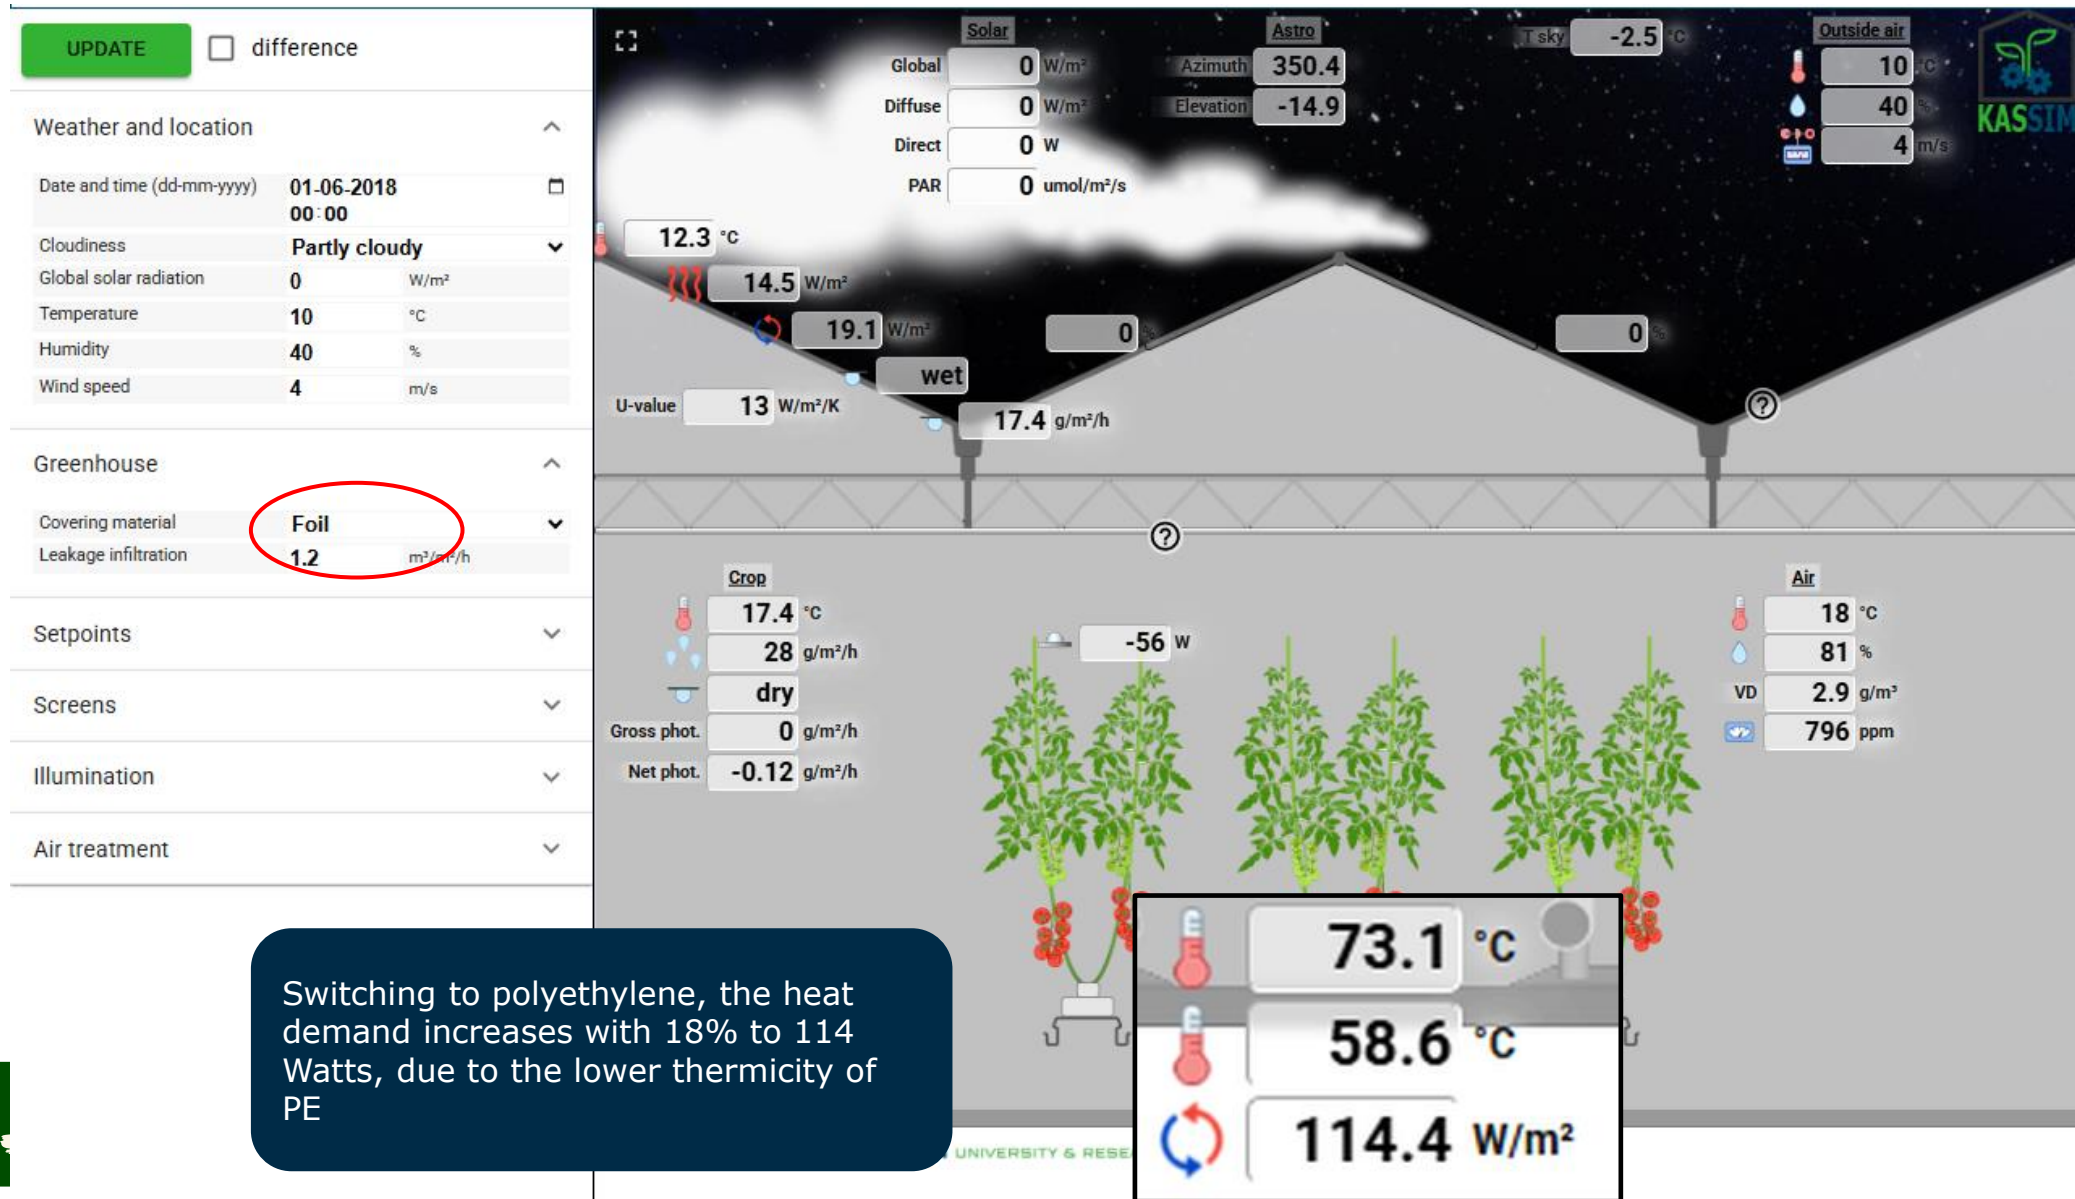 UPDATE
difference
Weather and location
Date and time (dd-mm-yyyy) 01-06-2018
00:00
Cloudiness Partly cloudy
Global solar radiation 0 W/m²
Temperature 10 °C
Humidity 40 %
Wind speed 4 m/s
Greenhouse
Covering material Foil
Leakage infiltration 1.2 m³/m²/h
Setpoints
Screens
Illumination
Air treatment
Solar
Global 0 W/m²
Diffuse 0 W/m²
Direct 0 W
PAR 0 umol/m²/s
Astro
Azimuth 350.4
Elevation -14.9
T sky -2.5 °C
Outside air
10 °C
40 %
4 m/s
KASSIM
12.3 °C
14.5 W/m²
19.1 W/m²
wet
17.4 g/m²/h
U-value 13 W/m²/K
0 %
0 %
?
?
Crop
17.4 °C
28 g/m²/h
dry
Gross phot. 0 g/m²/h
Net phot. -0.12 g/m²/h
-56 W
Air
18 °C
81 %
VD 2.9 g/m³
796 ppm
73.1 °C
58.6 °C
114.4 W/m²
Switching to polyethylene, the heat
demand increases with 18% to 114
Watts, due to the lower thermicity of
PE
UNIVERSITY & RESE